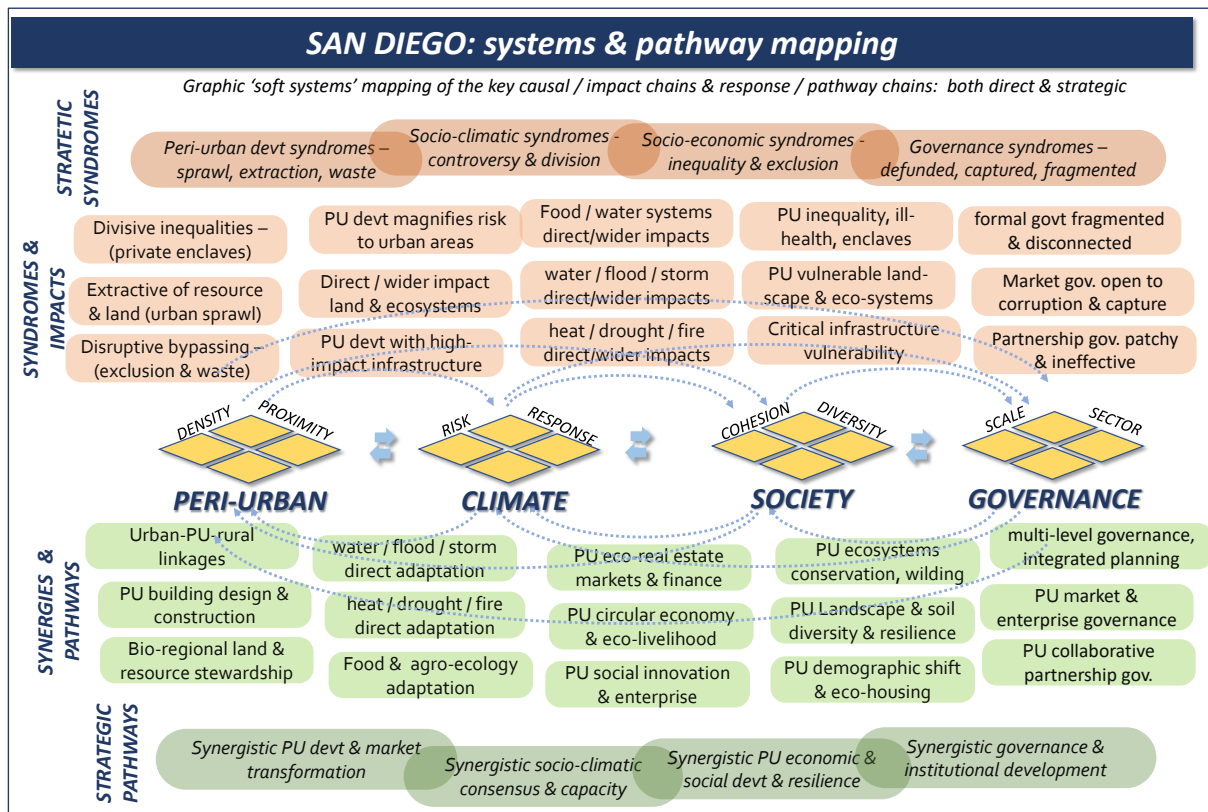 SAN DIEGO: systems & pathway mapping
Graphic ‘soft systems’ mapping of the key causal / impact chains & response / pathway chains:  both direct & strategic
STRATETIC
SYNDROMES
Peri-urban devt syndromes –
sprawl, extraction, waste
Socio-climatic syndromes -
controversy & division
Socio-economic syndromes -
inequality & exclusion
Governance syndromes –
defunded, captured, fragmented
SYNDROMES &
IMPACTS
Divisive inequalities –
(private enclaves)
PU devt magnifies risk
to urban areas
Food / water systems
direct/wider impacts
PU inequality, ill-
health, enclaves
formal govt fragmented
& disconnected
Extractive of resource
& land (urban sprawl)
Direct / wider impact
land & ecosystems
water / flood / storm
direct/wider impacts
PU vulnerable land-
scape & eco-systems
Market gov. open to
corruption & capture
Disruptive bypassing –
(exclusion & waste)
PU devt with high-
impact infrastructure
heat / drought / fire
direct/wider impacts
Critical infrastructure
vulnerability
Partnership gov. patchy
& ineffective
DENSITY
PROXIMITY
RISK
RESPONSE
COHESION
DIVERSITY
SCALE
SECTOR
PERI-URBAN
CLIMATE
SOCIETY
GOVERNANCE
SYNERGIES &
PATHWAYS
Urban-PU-rural
linkages
water / flood / storm
direct adaptation
PU eco-real estate
markets & finance
PU ecosystems
conservation, wilding
multi-level governance,
integrated planning
PU building design &
construction
heat / drought / fire
direct adaptation
PU circular economy
& eco-livelihood
PU Landscape & soil
diversity & resilience
PU market &
enterprise governance
Bio-regional land &
resource stewardship
Food &  agro-ecology
adaptation
PU social innovation
& enterprise
PU demographic shift
& eco-housing
PU collaborative
partnership gov.
STRATEGIC
PATHWAYS
Synergistic PU devt & market
transformation
Synergistic socio-climatic
consensus & capacity
Synergistic PU economic &
social devt & resilience
Synergistic governance &
institutional development